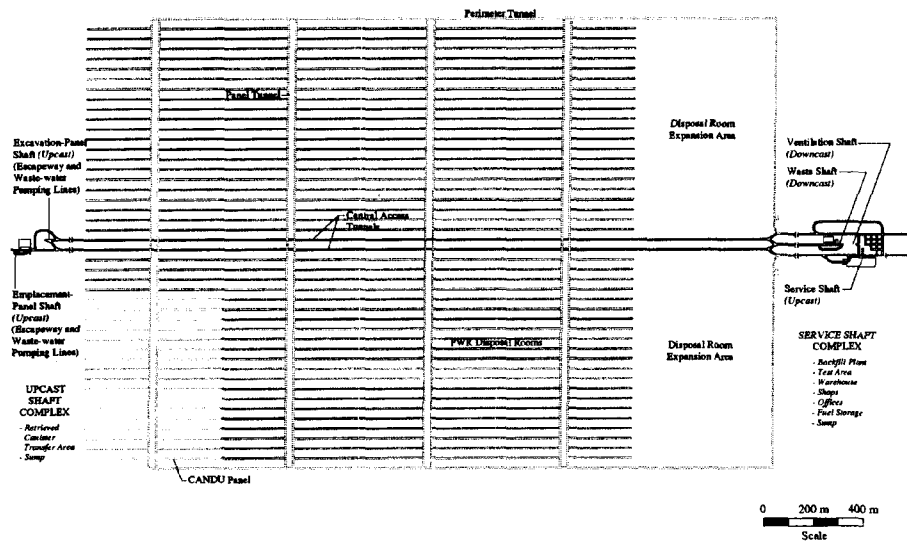 Perimeter Tunnel
Panel Tunnel
Disposal Room
Expansion Area
Excavation-Panel
Shaft (Upcast)
(Escapeway and
Waste-water
Pumping Lines)
Ventilation Shaft
(Downcast)
Waste Shaft
(Downcast)
Central Access
Tunnels
Emplacement-
Panel Shaft
(Upcast)
(Escapeway and
Waste-water
Pumping Lines)
Service Shaft
(Upcast)
PWR Disposal Rooms
Disposal Room
Expansion Area
SERVICE SHAFT
COMPLEX
- Backfill Plant
- Test Area
- Warehouse
- Shops
- Offices
- Fuel Storage
- Sump
UPCAST
SHAFT
COMPLEX
- Retrieved
Canister
Transfer Area
- Sump
CANDU Panel
0 200 m 400 m
Scale